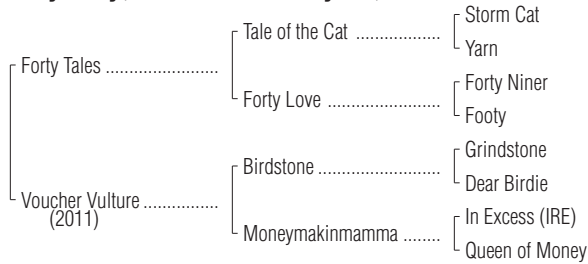 Storm Cat
Tale of the Cat ..................
Yarn
Forty Tales ........................
Forty Niner
Forty Love ........................
Footy
Grindstone
Birdstone ..........................
Dear Birdie
Voucher Vulture ................
(2011)
In Excess (IRE)
Moneymakinmamma ........
Queen of Money